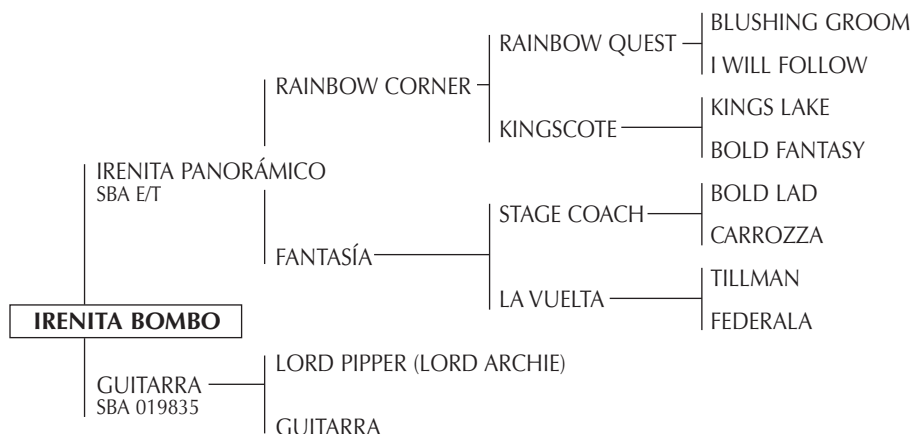 BLUSHING GROOM
RAINBOW QUEST
I WILL FOLLOW
RAINBOW CORNER
KINGS LAKE
KINGSCOTE
BOLD FANTASY
IRENITA PANORÁMICO
SBA E/T
BOLD LAD
STAGE COACH
CARROZZA
FANTASÍA
TILLMAN
LA VUELTA
FEDERALA
IRENITA BOMBO
LORD PIPPER (LORD ARCHIE)
GUITARRA
SBA 019835
GUITARRA